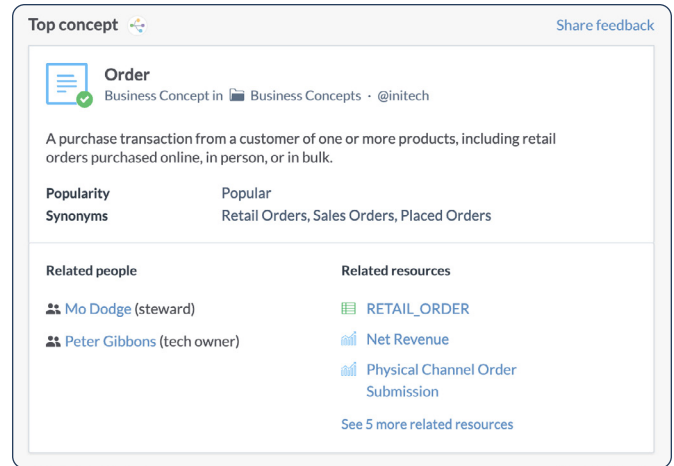 Top concept
Share feedback
Order
Business Concept in Business Concepts · @initech
A purchase transaction from a customer of one or more products, including retail
orders purchased online, in person, or in bulk.
Popularity Popular
Synonyms Retail Orders, Sales Orders, Placed Orders
Related people
Mo Dodge (steward)
Peter Gibbons (tech owner)
Related resources
RETAIL_ORDER
Net Revenue
Physical Channel Order
Submission
See 5 more related resources